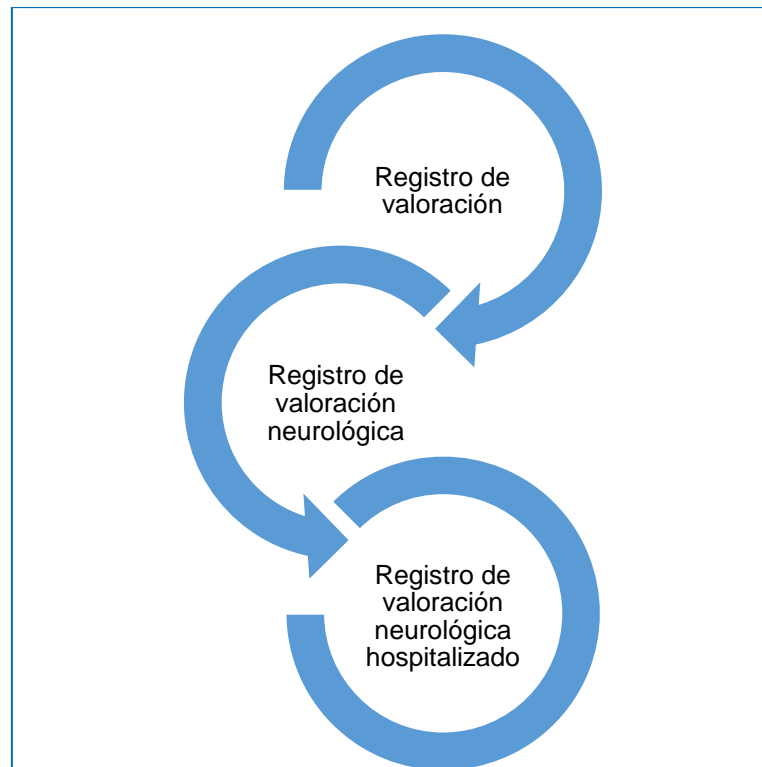 Registro de
valoración
Registro de
valoración
neurológica
Registro de
valoración
neurológica
hospitalizado